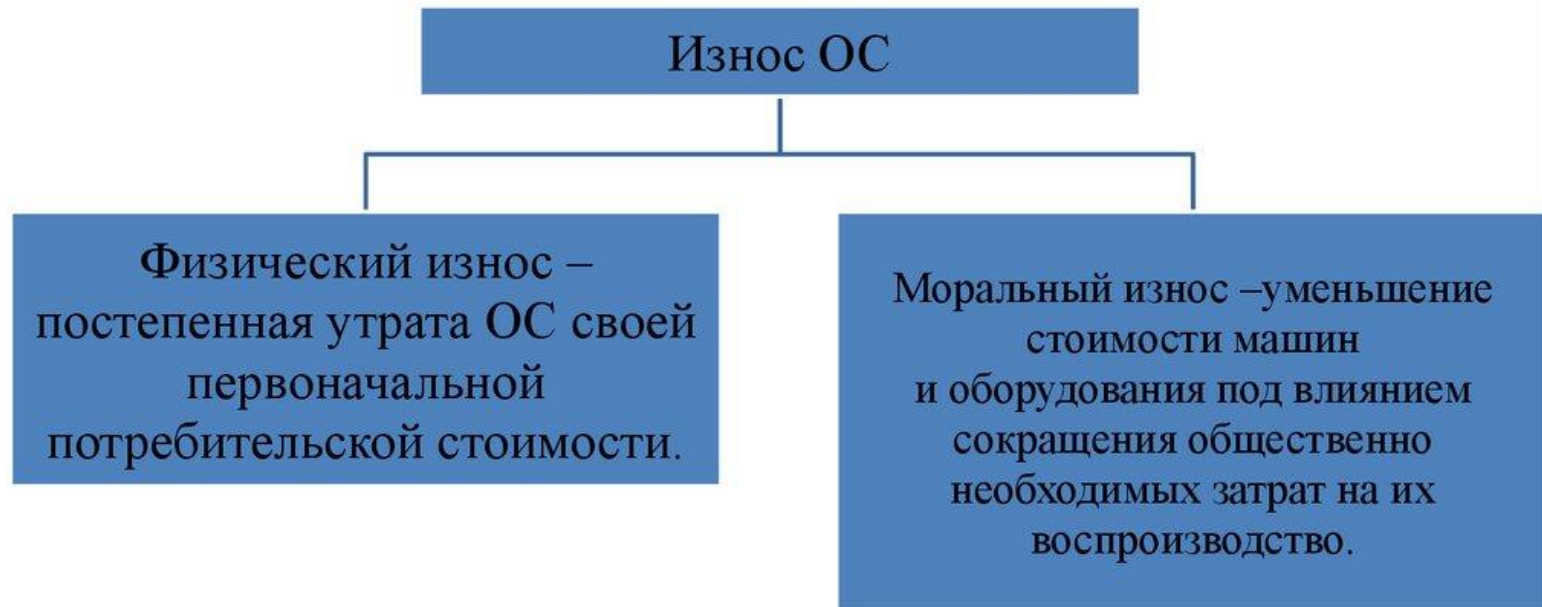 Износ ОС
Физический износ –
постепенная утрата ОС своей
первоначальной
потребительской стоимости.
Моральный износ –уменьшение
стоимости машин
и оборудования под влиянием
сокращения общественно
необходимых затрат на их
воспроизводство.